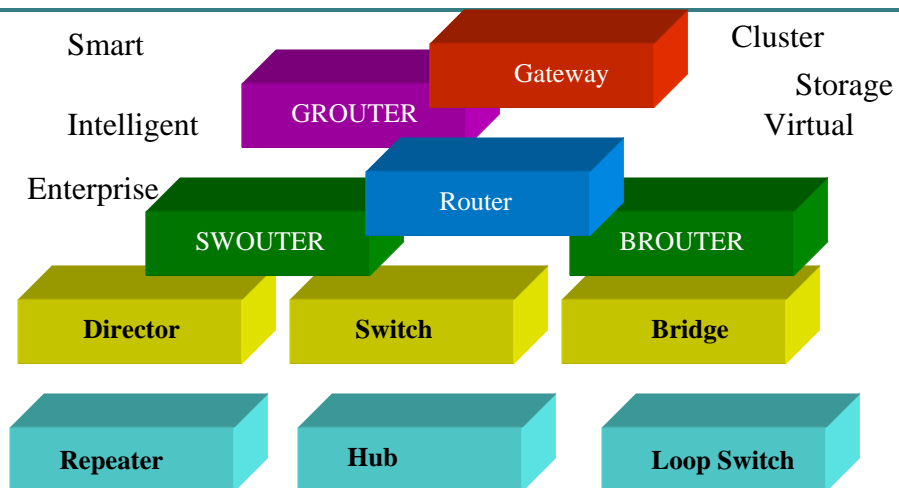 Smart
Cluster
Gateway
Storage
GROUTER
Intelligent
Virtual
Enterprise
Router
SWOUTER
BROUTER
Director
Switch
Bridge
Repeater
Hub
Loop Switch